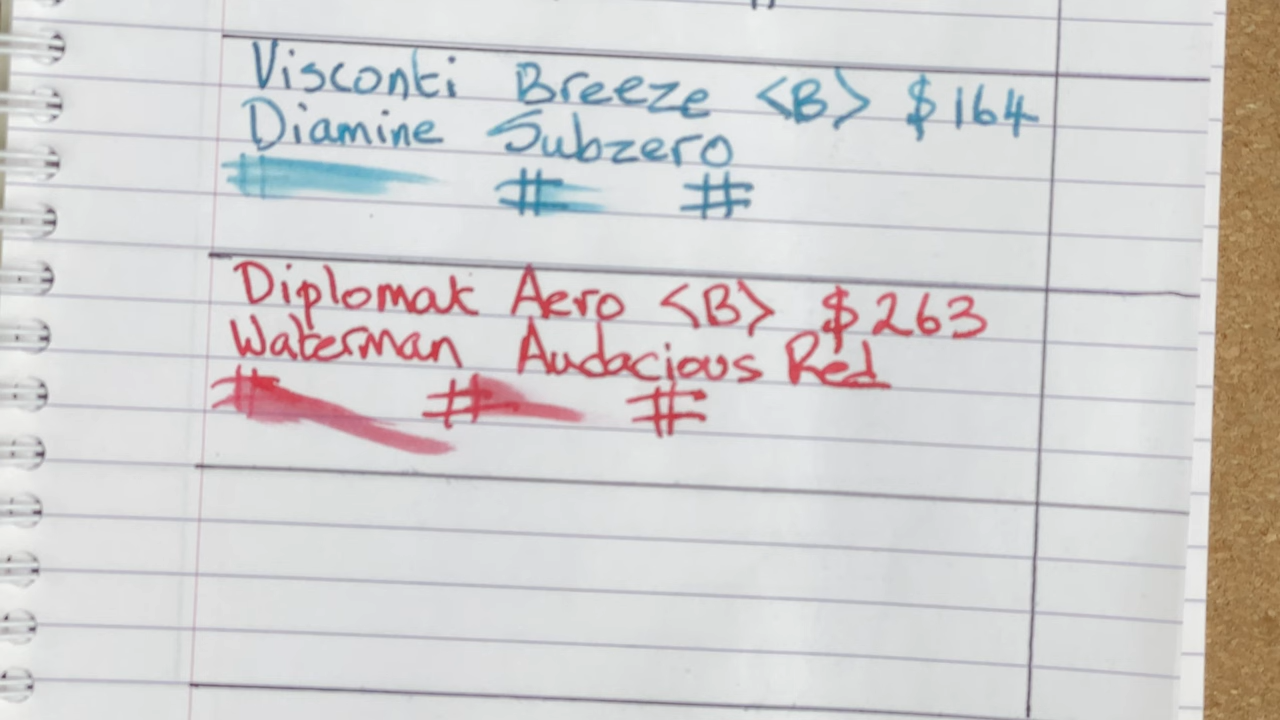 Visconti Breeze <B> $164
Diamine Subzero
# # #
Diplomat Aero <B> $263
Waterman Audacious Red
# # #